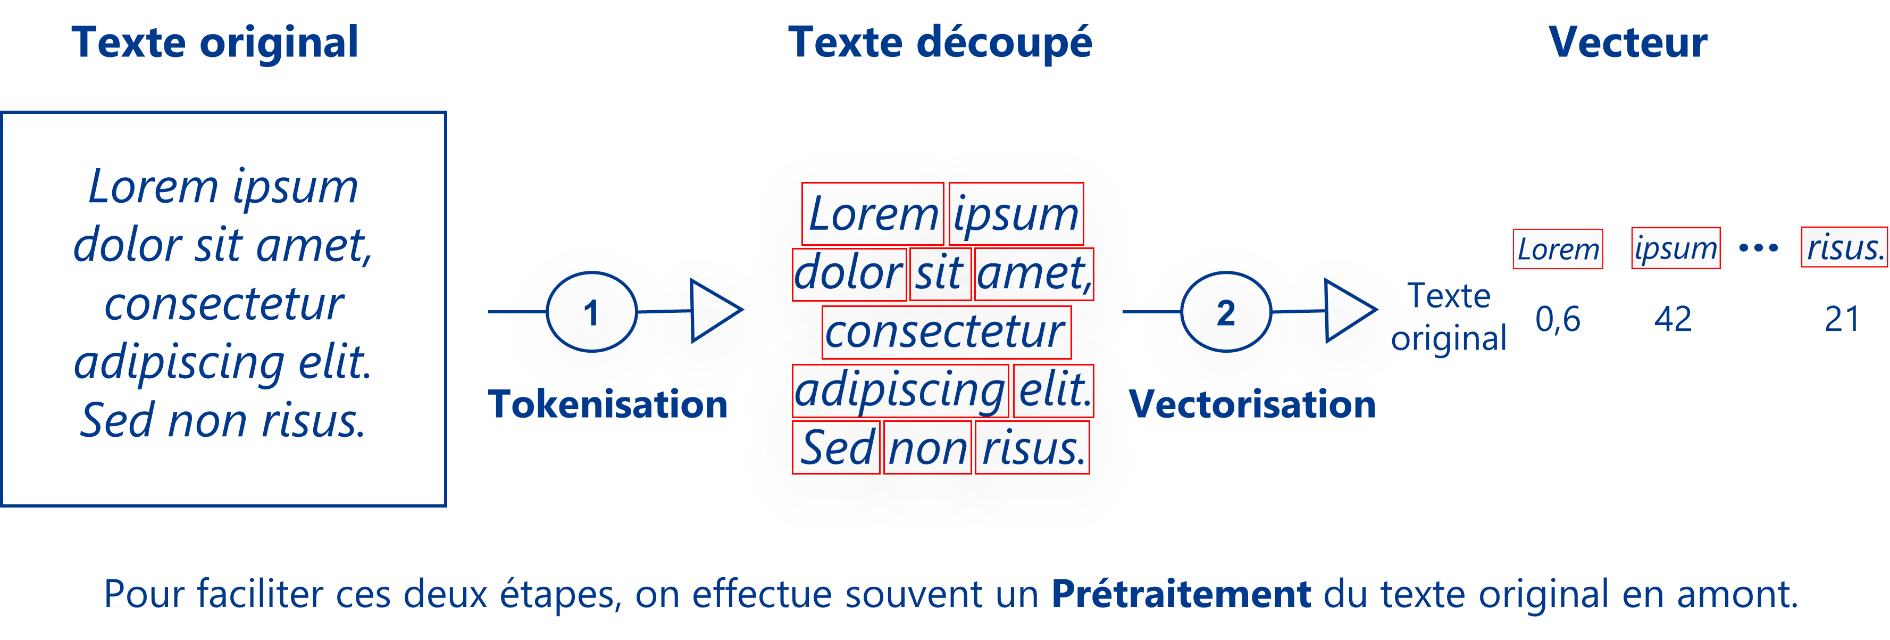 Texte original
Texte découpé
Vecteur
Lorem ipsum
dolor sit amet,
consectetur
adipiscing elit.
Sed non risus.
1
Tokenisation
Lorem ipsum
dolor sit amet,
consectetur
adipiscing elit.
Sed non risus.
2
Vectorisation
Lorem ipsum ••• risus.
Texte
original
0,6 42 21
Pour faciliter ces deux étapes, on effectue souvent un Prétraitement du texte original en amont.